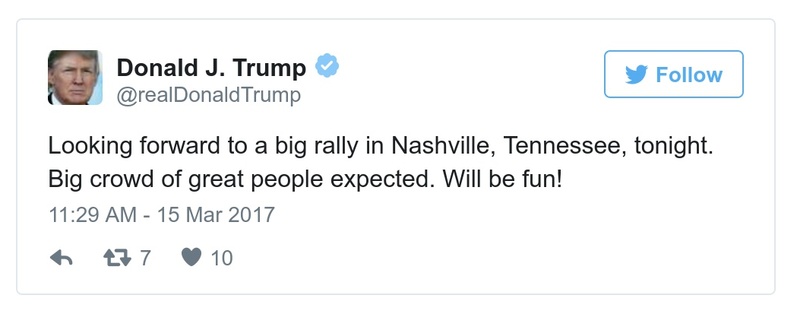 Donald J. Trump
@realDonaldTrump
Follow
Looking forward to a big rally in Nashville, Tennessee, tonight.
Big crowd of great people expected. Will be fun!
11:29 AM - 15 Mar 2017
7 10